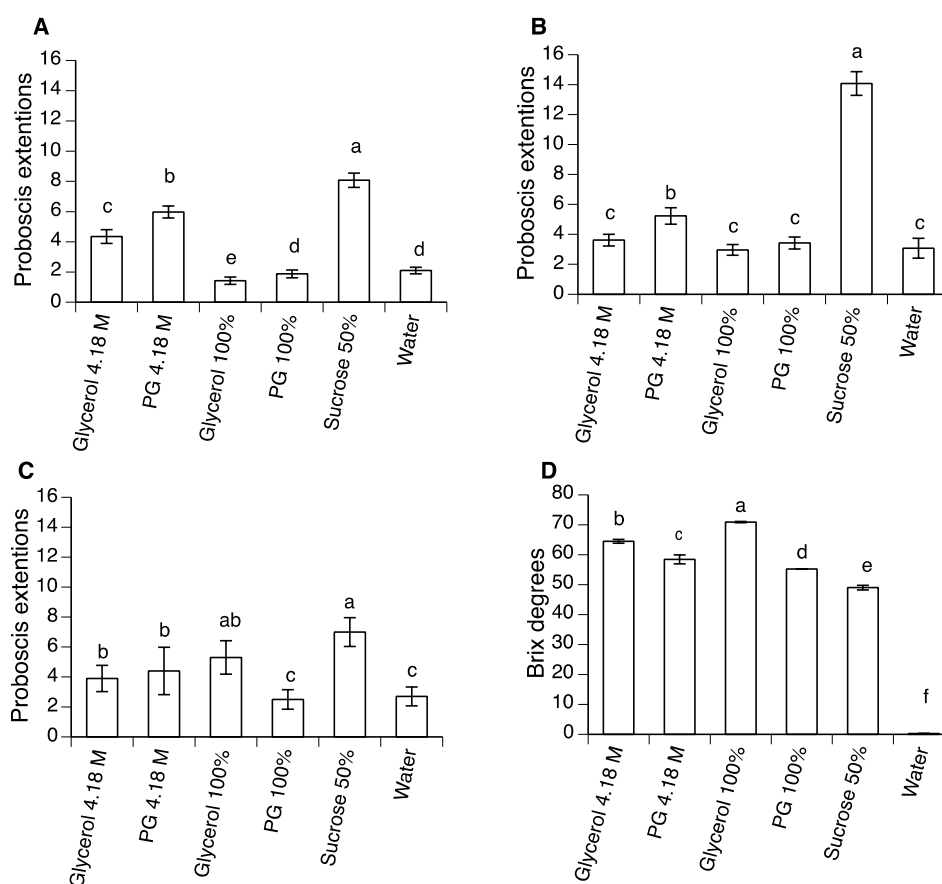 A
Proboscis extentions
16
14
12
10
8
6
4
2
0
c
b
e
d
a
d
Glycerol 4.18 M
PG 4.18 M
Glycerol 100%
PG 100%
Sucrose 50%
Water
B
Proboscis extentions
16
14
12
10
8
6
4
2
0
c
b
c
c
a
c
Glycerol 4.18 M
PG 4.18 M
Glycerol 100%
PG 100%
Sucrose 50%
Water
C
Proboscis extentions
16
14
12
10
8
6
4
2
0
b
b
ab
c
a
c
Glycerol 4.18 M
PG 4.18 M
Glycerol 100%
PG 100%
Sucrose 50%
Water
D
Brix degrees
80
70
60
50
40
30
20
10
0
b
c
a
d
e
f
Glycerol 4.18 M
PG 4.18 M
Glycerol 100%
PG 100%
Sucrose 50%
Water